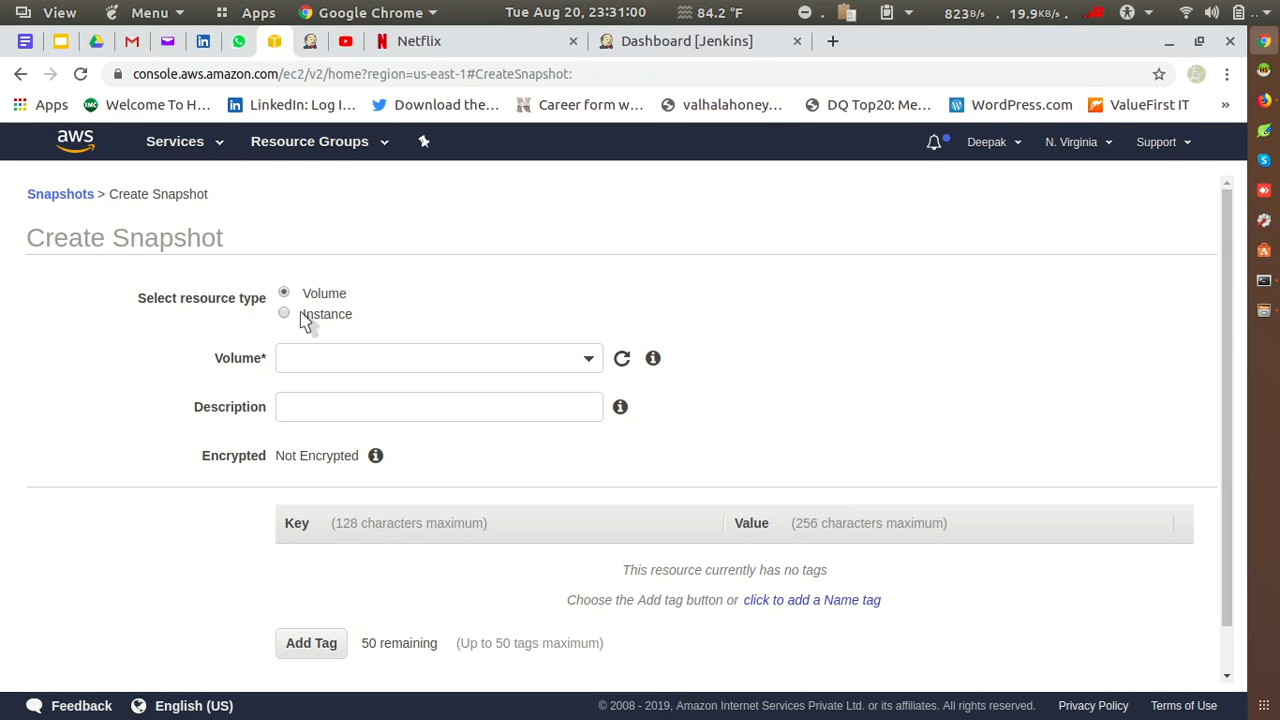 View Menu Apps Google Chrome Tue Aug 20, 23:31:00 84.2 °F 823B/s 19.9KB/s
Netflix Dashboard [Jenkins]
console.aws.amazon.com/ec2/v2/home?region=us-east-1#CreateSnapshot:
Apps Welcome To H... LinkedIn: Log I... Download the... Career form w... valhalahoney... DQ Top20: Me... WordPress.com ValueFirst IT »
aws Services Resource Groups Deepak N. Virginia Support
Snapshots > Create Snapshot
Create Snapshot
Select resource type Volume
Instance
Volume*
Description
Encrypted Not Encrypted
Key (128 characters maximum) Value (256 characters maximum)
This resource currently has no tags
Choose the Add tag button or click to add a Name tag
Add Tag 50 remaining (Up to 50 tags maximum)
Feedback English (US) © 2008 - 2019, Amazon Internet Services Private Ltd. or its affiliates. All rights reserved. Privacy Policy Terms of Use